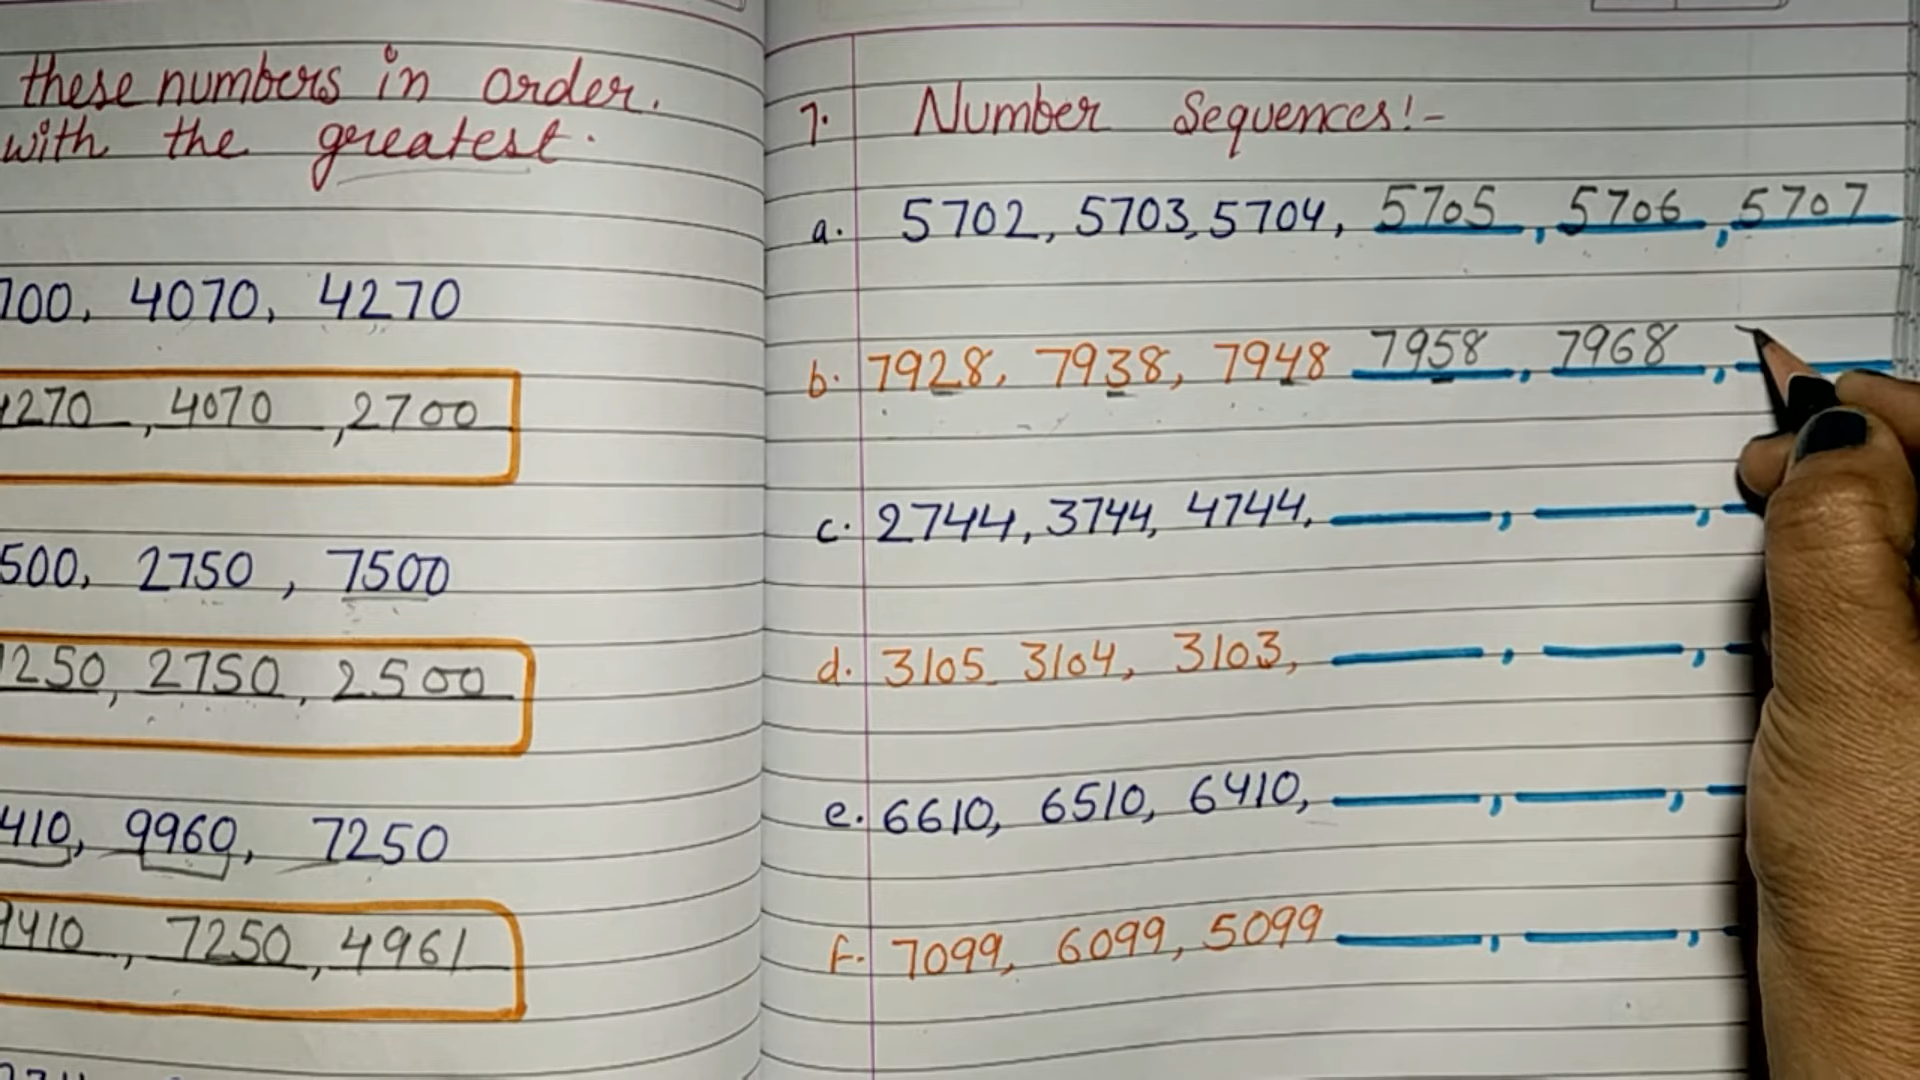 these numbers in order.
with the greatest.
700, 4070, 4270
270, 4070, 2700
500, 2750, 7500
250, 2750, 2500
410, 9960, 7250
410, 7250, 4961
7. Number Sequences!-
a. 5702, 5703, 5704, 5705, 5706, 5707
b. 7928, 7938, 7948 7958, 7968,
c. 2744, 3744, 4744,
d. 3105 3104, 3103,
e. 6610, 6510, 6410,
f. 7099, 6099, 5099